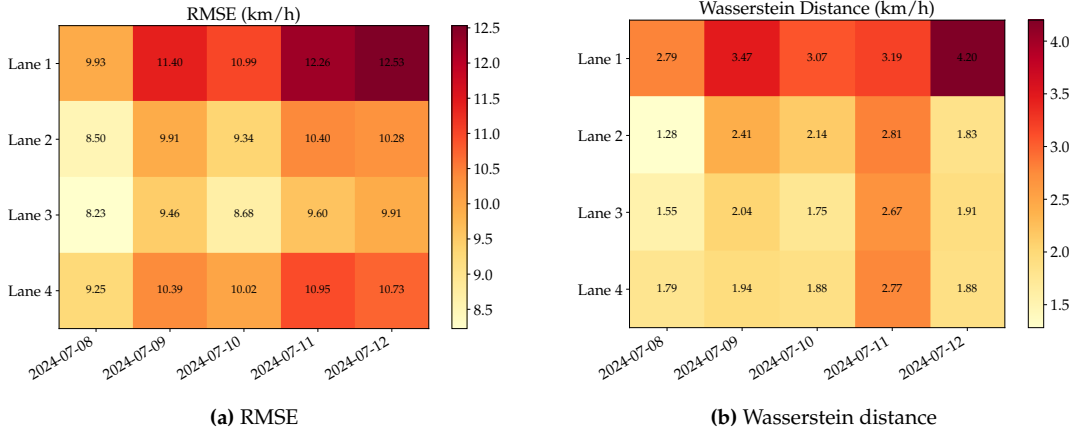 RMSE (km/h)
Lane 1 9.93 11.40 10.99 12.26 12.53
Lane 2 8.50 9.91 9.34 10.40 10.28
Lane 3 8.23 9.46 8.68 9.60 9.91
Lane 4 9.25 10.39 10.02 10.95 10.73
2024-07-08 2024-07-09 2024-07-10 2024-07-11 2024-07-12
12.5
12.0
11.5
11.0
10.5
10.0
9.5
9.0
8.5
(a) RMSE
Wasserstein Distance (km/h)
Lane 1 2.79 3.47 3.07 3.19 4.20
Lane 2 1.28 2.41 2.14 2.81 1.83
Lane 3 1.55 2.04 1.75 2.67 1.91
Lane 4 1.79 1.94 1.88 2.77 1.88
2024-07-08 2024-07-09 2024-07-10 2024-07-11 2024-07-12
4.0
3.5
3.0
2.5
2.0
1.5
(b) Wasserstein distance